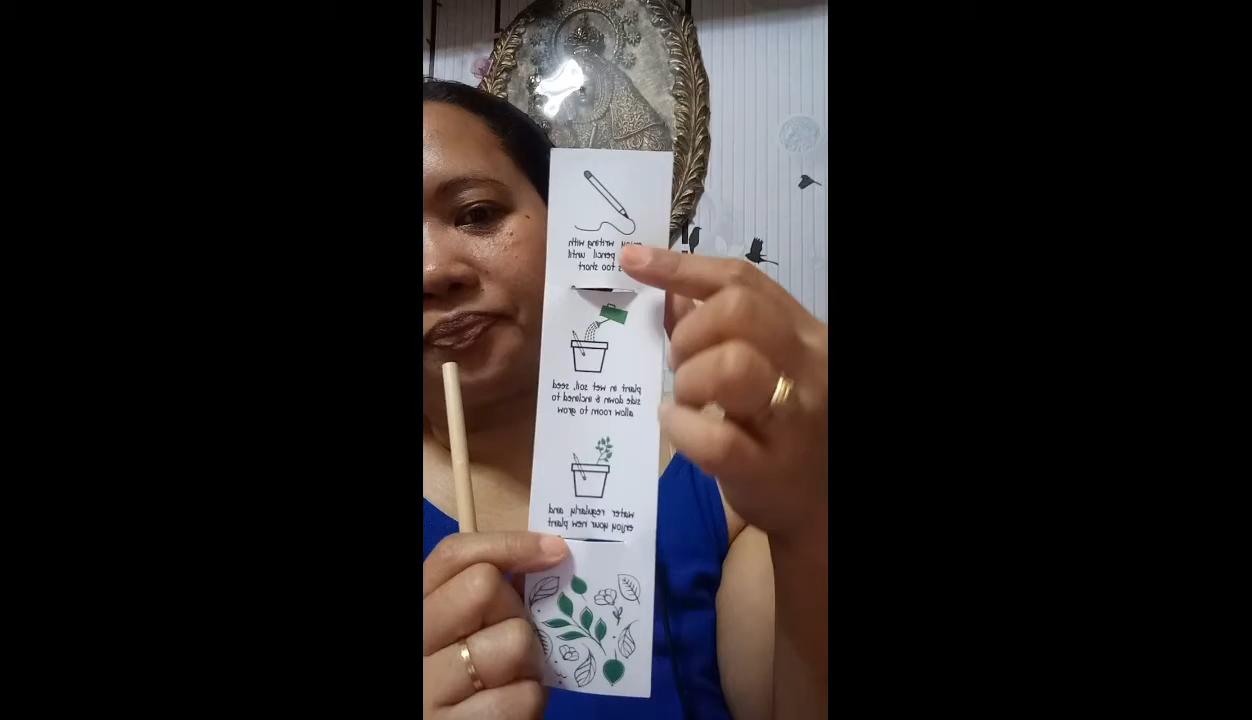 writing with
pencil until
too short
plant in wet soil, seed
side down & inclined to
allow room to grow
water regularly and
enjoy your new plant